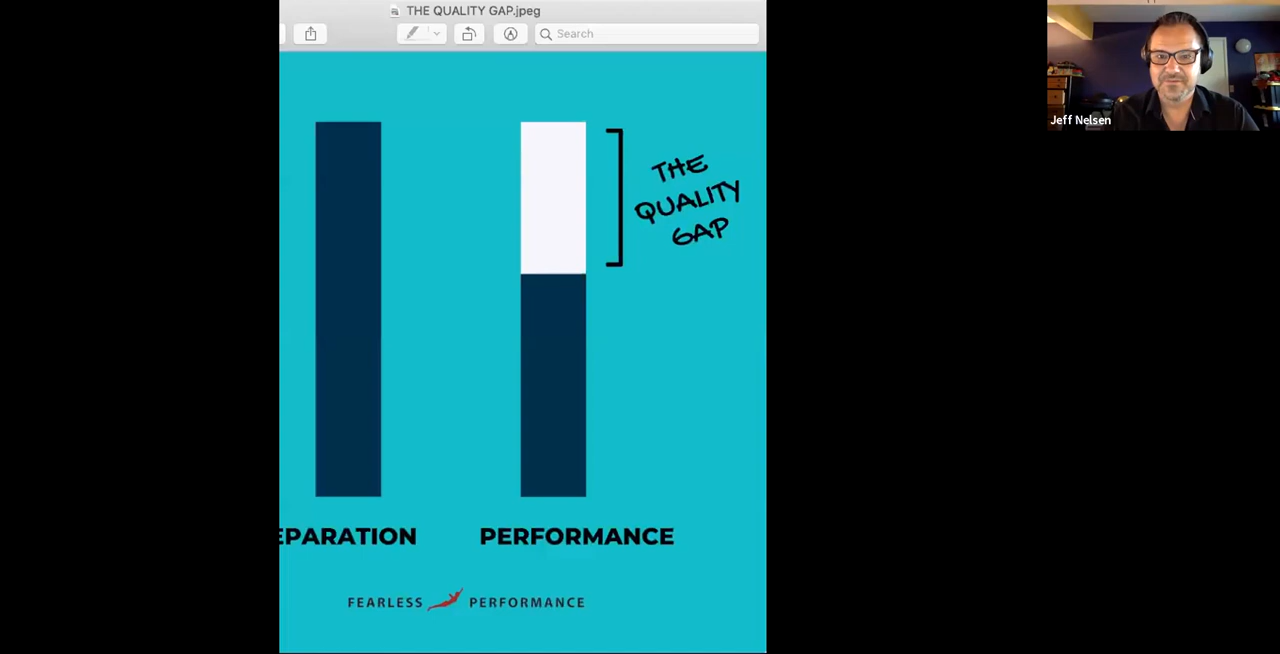 THE QUALITY GAP.jpeg
Search
Jeff Nelsen
THE
QUALITY
GAP
EPARATION
PERFORMANCE
FEARLESS PERFORMANCE